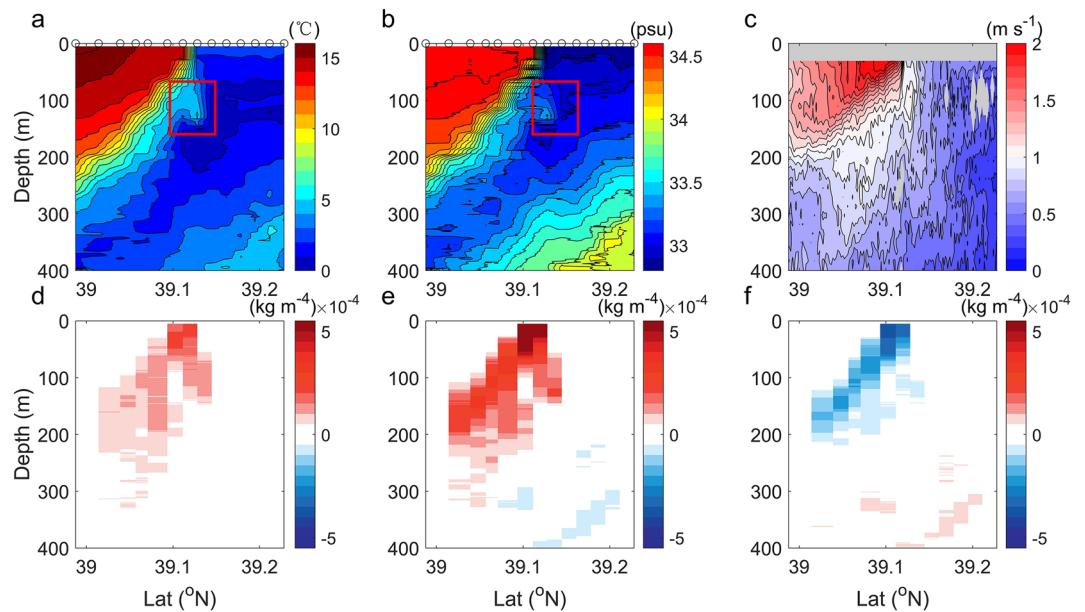 a (℃) b (psu) c (m s⁻¹)
0 15 0 34.5 0 2
100 100 34 100 1.5
10
200 200 33.5 200 1
5
300 300 300 0.5
33
400 0 400 400 0
Depth (m)
39 39.1 39.2 39 39.1 39.2 39 39.1 39.2
d (kg m⁻⁴)×10⁻⁴ e (kg m⁻⁴)×10⁻⁴ f (kg m⁻⁴)×10⁻⁴
0 5 0 5 0 5
100 100 100
200 0 200 0 200 0
300 300 300
400 -5 400 -5 400 -5
Depth (m)
39 39.1 39.2 39 39.1 39.2 39 39.1 39.2
Lat (°N) Lat (°N) Lat (°N)